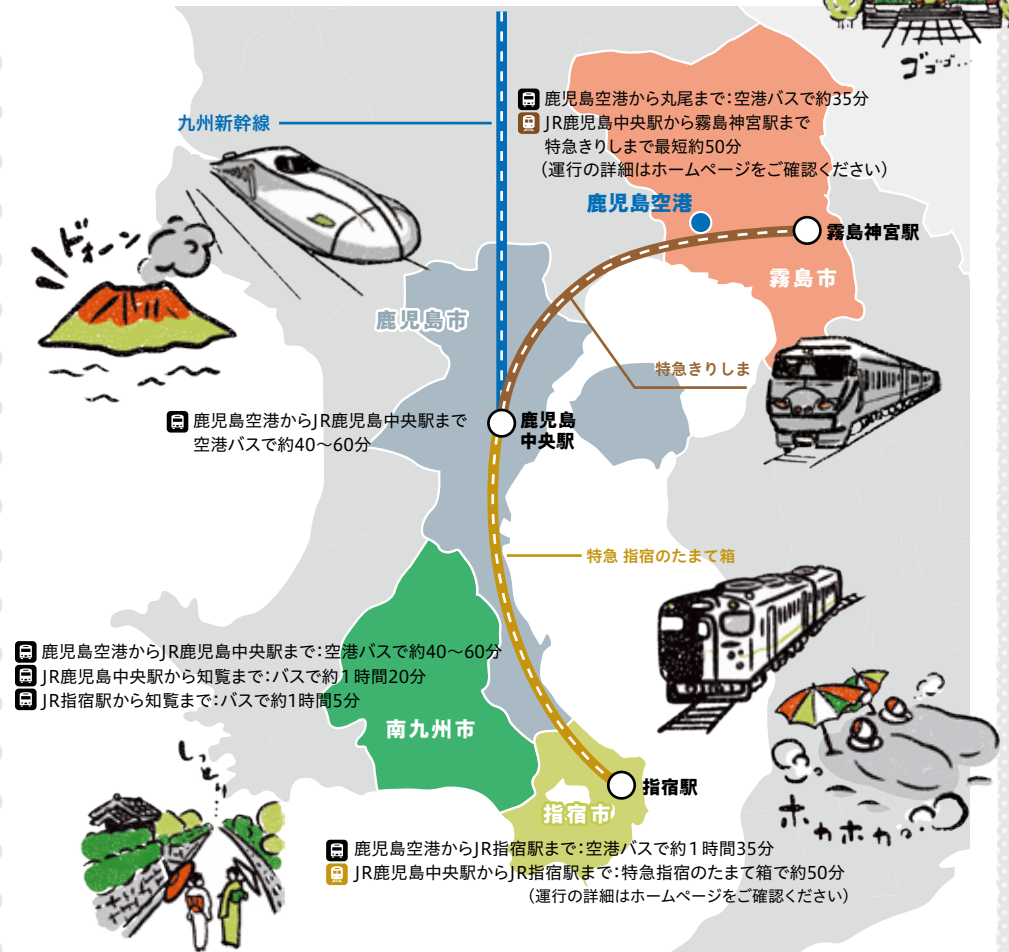 ゴゴゴ…
鹿児島空港から丸尾まで：空港バスで約35分
JR鹿児島中央駅から霧島神宮駅まで
特急きりしまで最短約50分
（運行の詳細はホームページをご確認ください）
九州新幹線
鹿児島空港
霧島神宮駅
霧島市
ドォーン
鹿児島市
特急きりしま
鹿児島空港からJR鹿児島中央駅まで
空港バスで約40～60分
鹿児島
中央駅
特急 指宿のたまて箱
鹿児島空港からJR鹿児島中央駅まで：空港バスで約40～60分
JR鹿児島中央駅から知覧まで：バスで約1時間20分
JR指宿駅から知覧まで：バスで約1時間5分
南九州市
しっとり…
指宿駅
指宿市
ホカホカ…
鹿児島空港からJR指宿駅まで：空港バスで約1時間35分
JR鹿児島中央駅からJR指宿駅まで：特急指宿のたまて箱で約50分
（運行の詳細はホームページをご確認ください）